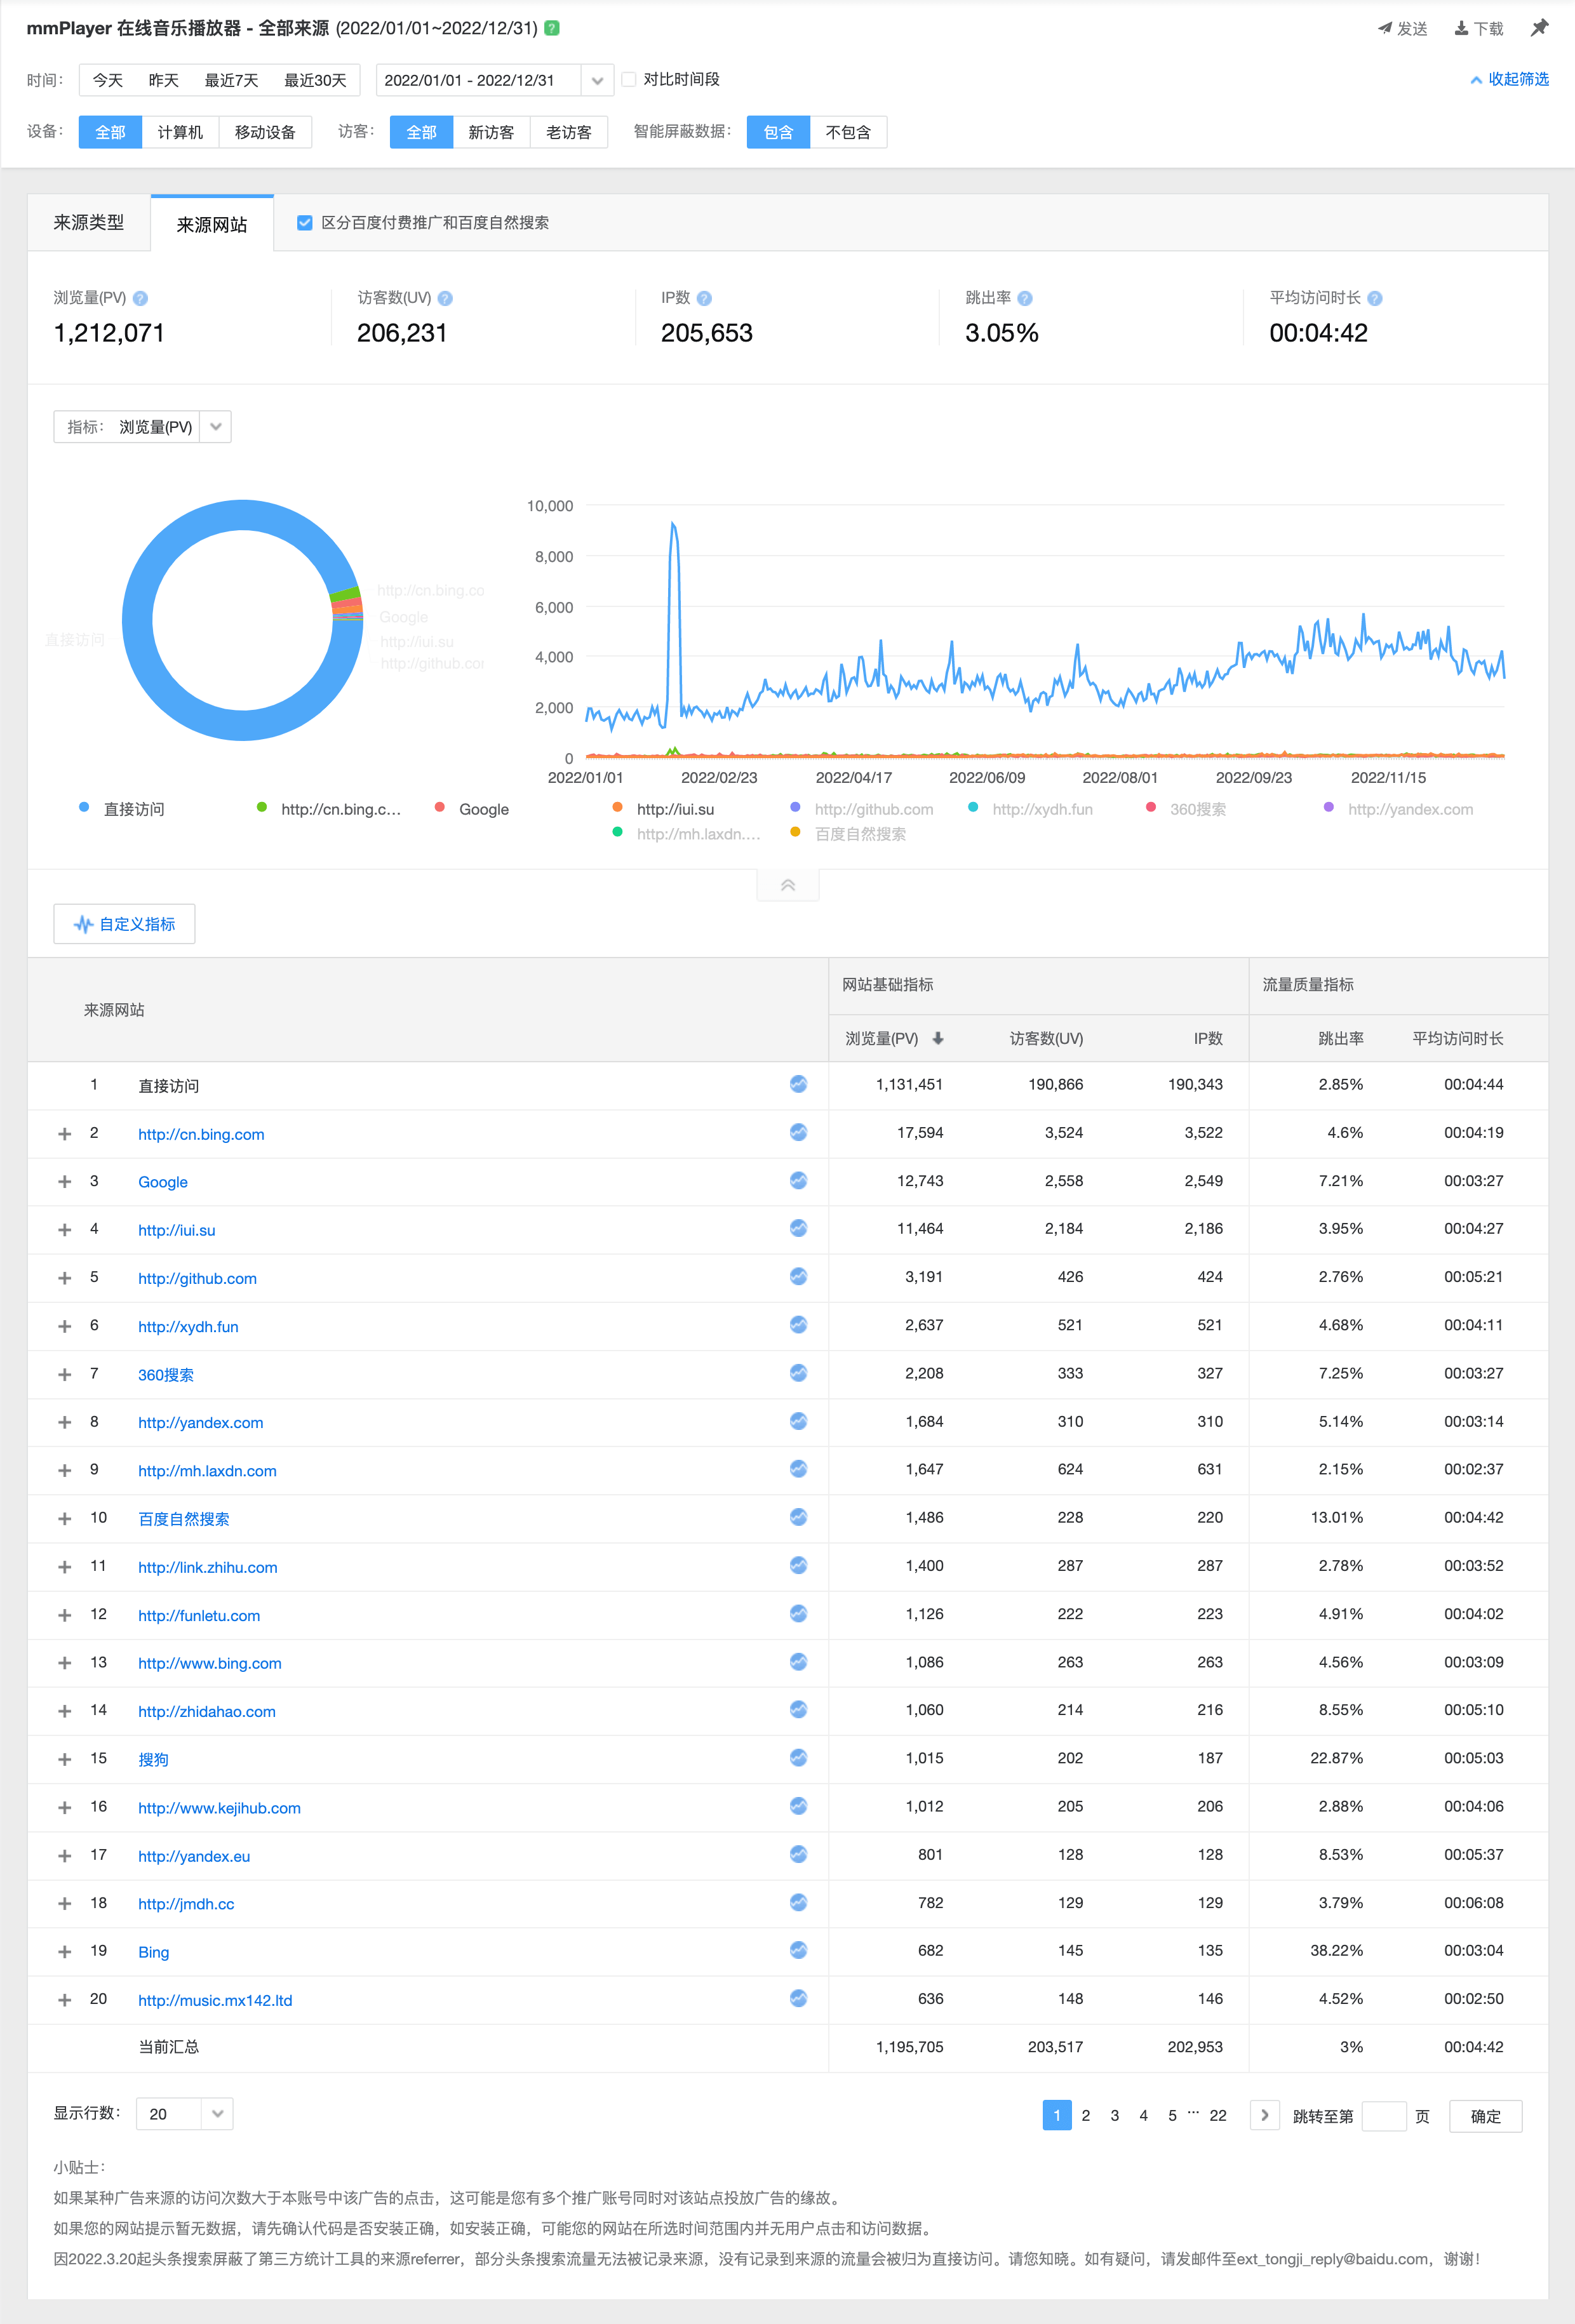 mmPlayer 在线音乐播放器 - 全部来源 (2022/01/01~2022/12/31) ?
发送 下载
时间： 今天 昨天 最近7天 最近30天 2022/01/01 - 2022/12/31 对比时间段 收起筛选
设备： 全部 计算机 移动设备 访客： 全部 新访客 老访客 智能屏蔽数据： 包含 不包含
来源类型 来源网站 区分百度付费推广和百度自然搜索
浏览量(PV) ? 访客数(UV) ? IP数 ? 跳出率 ? 平均访问时长 ?
1,212,071 206,231 205,653 3.05% 00:04:42
指标： 浏览量(PV)
直接访问
http://cn.bing.co
Google
http://iui.su
http://github.com
10,000
8,000
6,000
4,000
2,000
0
2022/01/01 2022/02/23 2022/04/17 2022/06/09 2022/08/01 2022/09/23 2022/11/15
直接访问 http://cn.bing.c... Google http://iui.su http://github.com http://xydh.fun 360搜索 http://yandex.com
http://mh.laxdn.... 百度自然搜索
自定义指标
来源网站 网站基础指标 流量质量指标
浏览量(PV) 访客数(UV) IP数 跳出率 平均访问时长
1 直接访问 1,131,451 190,866 190,343 2.85% 00:04:44
2 http://cn.bing.com 17,594 3,524 3,522 4.6% 00:04:19
3 Google 12,743 2,558 2,549 7.21% 00:03:27
4 http://iui.su 11,464 2,184 2,186 3.95% 00:04:27
5 http://github.com 3,191 426 424 2.76% 00:05:21
6 http://xydh.fun 2,637 521 521 4.68% 00:04:11
7 360搜索 2,208 333 327 7.25% 00:03:27
8 http://yandex.com 1,684 310 310 5.14% 00:03:14
9 http://mh.laxdn.com 1,647 624 631 2.15% 00:02:37
10 百度自然搜索 1,486 228 220 13.01% 00:04:42
11 http://link.zhihu.com 1,400 287 287 2.78% 00:03:52
12 http://funletu.com 1,126 222 223 4.91% 00:04:02
13 http://www.bing.com 1,086 263 263 4.56% 00:03:09
14 http://zhidahao.com 1,060 214 216 8.55% 00:05:10
15 搜狗 1,015 202 187 22.87% 00:05:03
16 http://www.kejihub.com 1,012 205 206 2.88% 00:04:06
17 http://yandex.eu 801 128 128 8.53% 00:05:37
18 http://jmdh.cc 782 129 129 3.79% 00:06:08
19 Bing 682 145 135 38.22% 00:03:04
20 http://music.mx142.ltd 636 148 146 4.52% 00:02:50
当前汇总 1,195,705 203,517 202,953 3% 00:04:42
显示行数： 20 1 2 3 4 5 ... 22 跳转至第 页 确定
小贴士：
如果某种广告来源的访问次数大于本账号中该广告的点击，这可能是您有多个推广账号同时对该站点投放广告的缘故。
如果您的网站提示暂无数据，请先确认代码是否安装正确，如安装正确，可能您的网站在所选时间范围内并无用户点击和访问数据。
因2022.3.20起头条搜索屏蔽了第三方统计工具的来源referrer，部分头条搜索流量无法被记录来源，没有记录到来源的流量会被归为直接访问。请您知晓。如有疑问，请发邮件至ext_tongji_reply@baidu.com，谢谢！